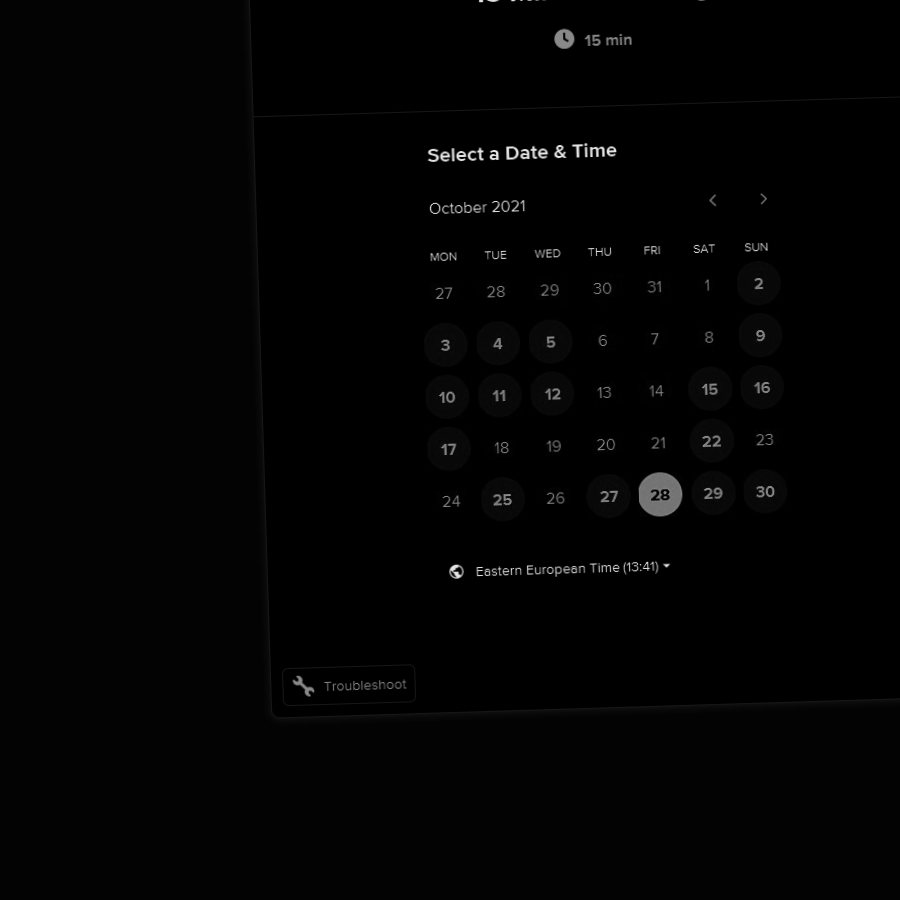 15 min
Select a Date & Time
October 2021
MON TUE WED THU FRI SAT SUN
27 28 29 30 31 1 2
3 4 5 6 7 8 9
10 11 12 13 14 15 16
17 18 19 20 21 22 23
24 25 26 27 28 29 30
Eastern European Time (13:41)
Troubleshoot